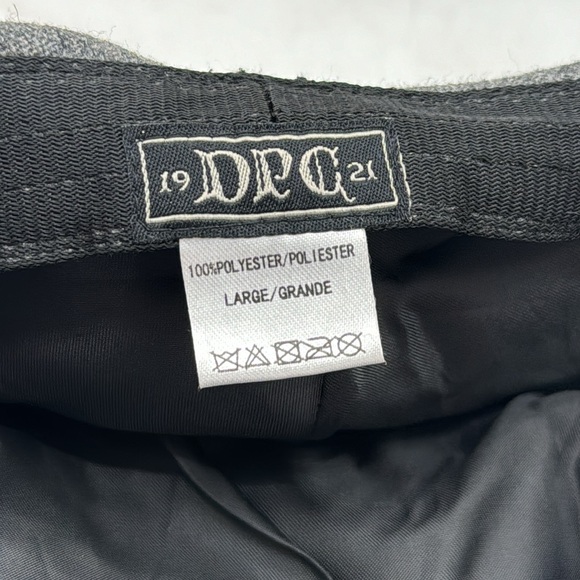 19 DPC 21
100%POLYESTER/POLIESTER
LARGE/GRANDE